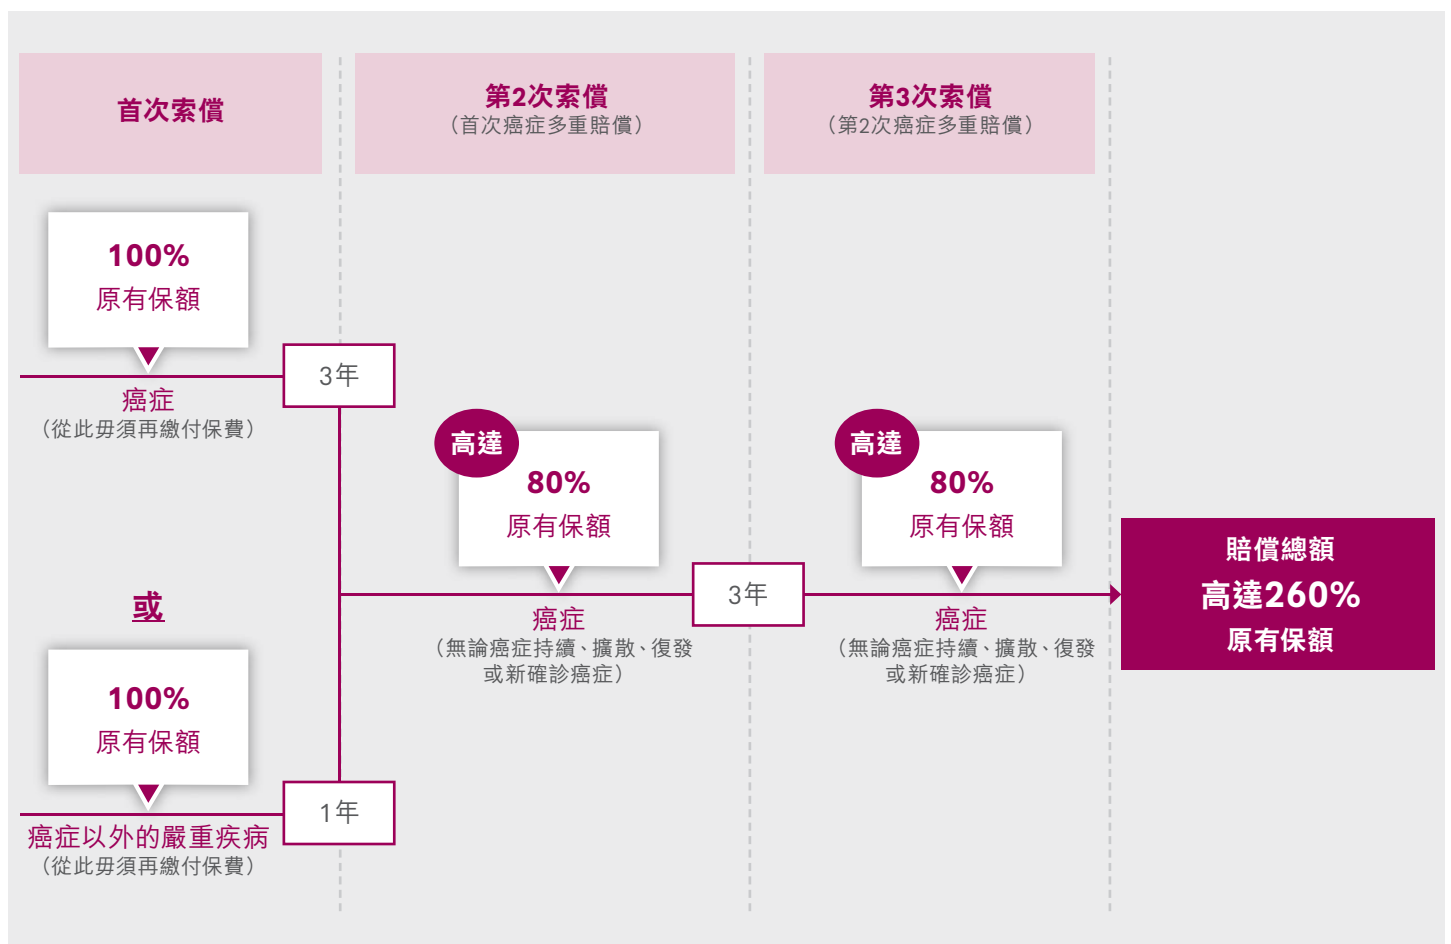 首次索償
第2次索償
（首次癌症多重賠償）
第3次索償
（第2次癌症多重賠償）
100%
原有保額
3年
癌症
（從此毋須再繳付保費）
高達
80%
原有保額
高達
80%
原有保額
賠償總額
高達260%
原有保額
3年
癌症
（無論癌症持續、擴散、復發
或新確診癌症）
癌症
（無論癌症持續、擴散、復發
或新確診癌症）
或
100%
原有保額
1年
癌症以外的嚴重疾病
（從此毋須再繳付保費）